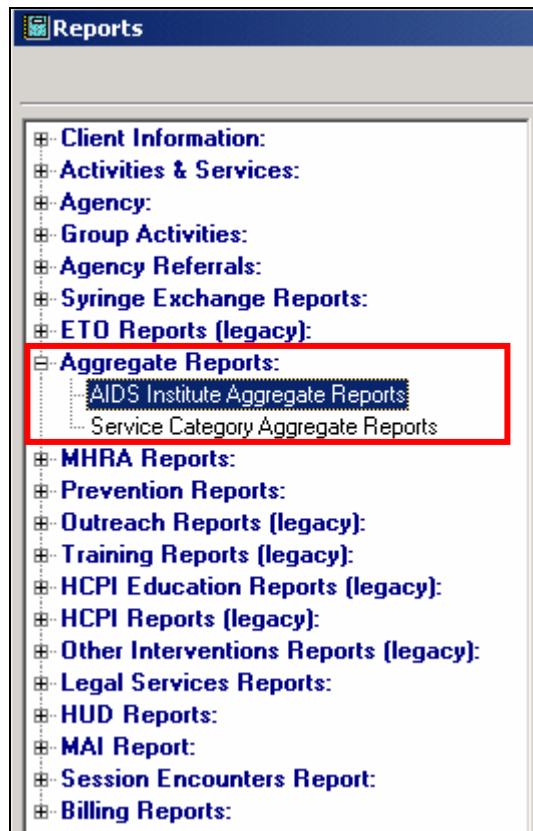 Reports
Client Information:
Activities & Services:
Agency:
Group Activities:
Agency Referrals:
Syringe Exchange Reports:
ETO Reports (legacy):
Aggregate Reports:
AIDS Institute Aggregate Reports
Service Category Aggregate Reports
MHRA Reports:
Prevention Reports:
Outreach Reports (legacy):
Training Reports (legacy):
HCPI Education Reports (legacy):
HCPI Reports (legacy):
Other Interventions Reports (legacy):
Legal Services Reports:
HUD Reports:
MAI Report:
Session Encounters Report:
Billing Reports: